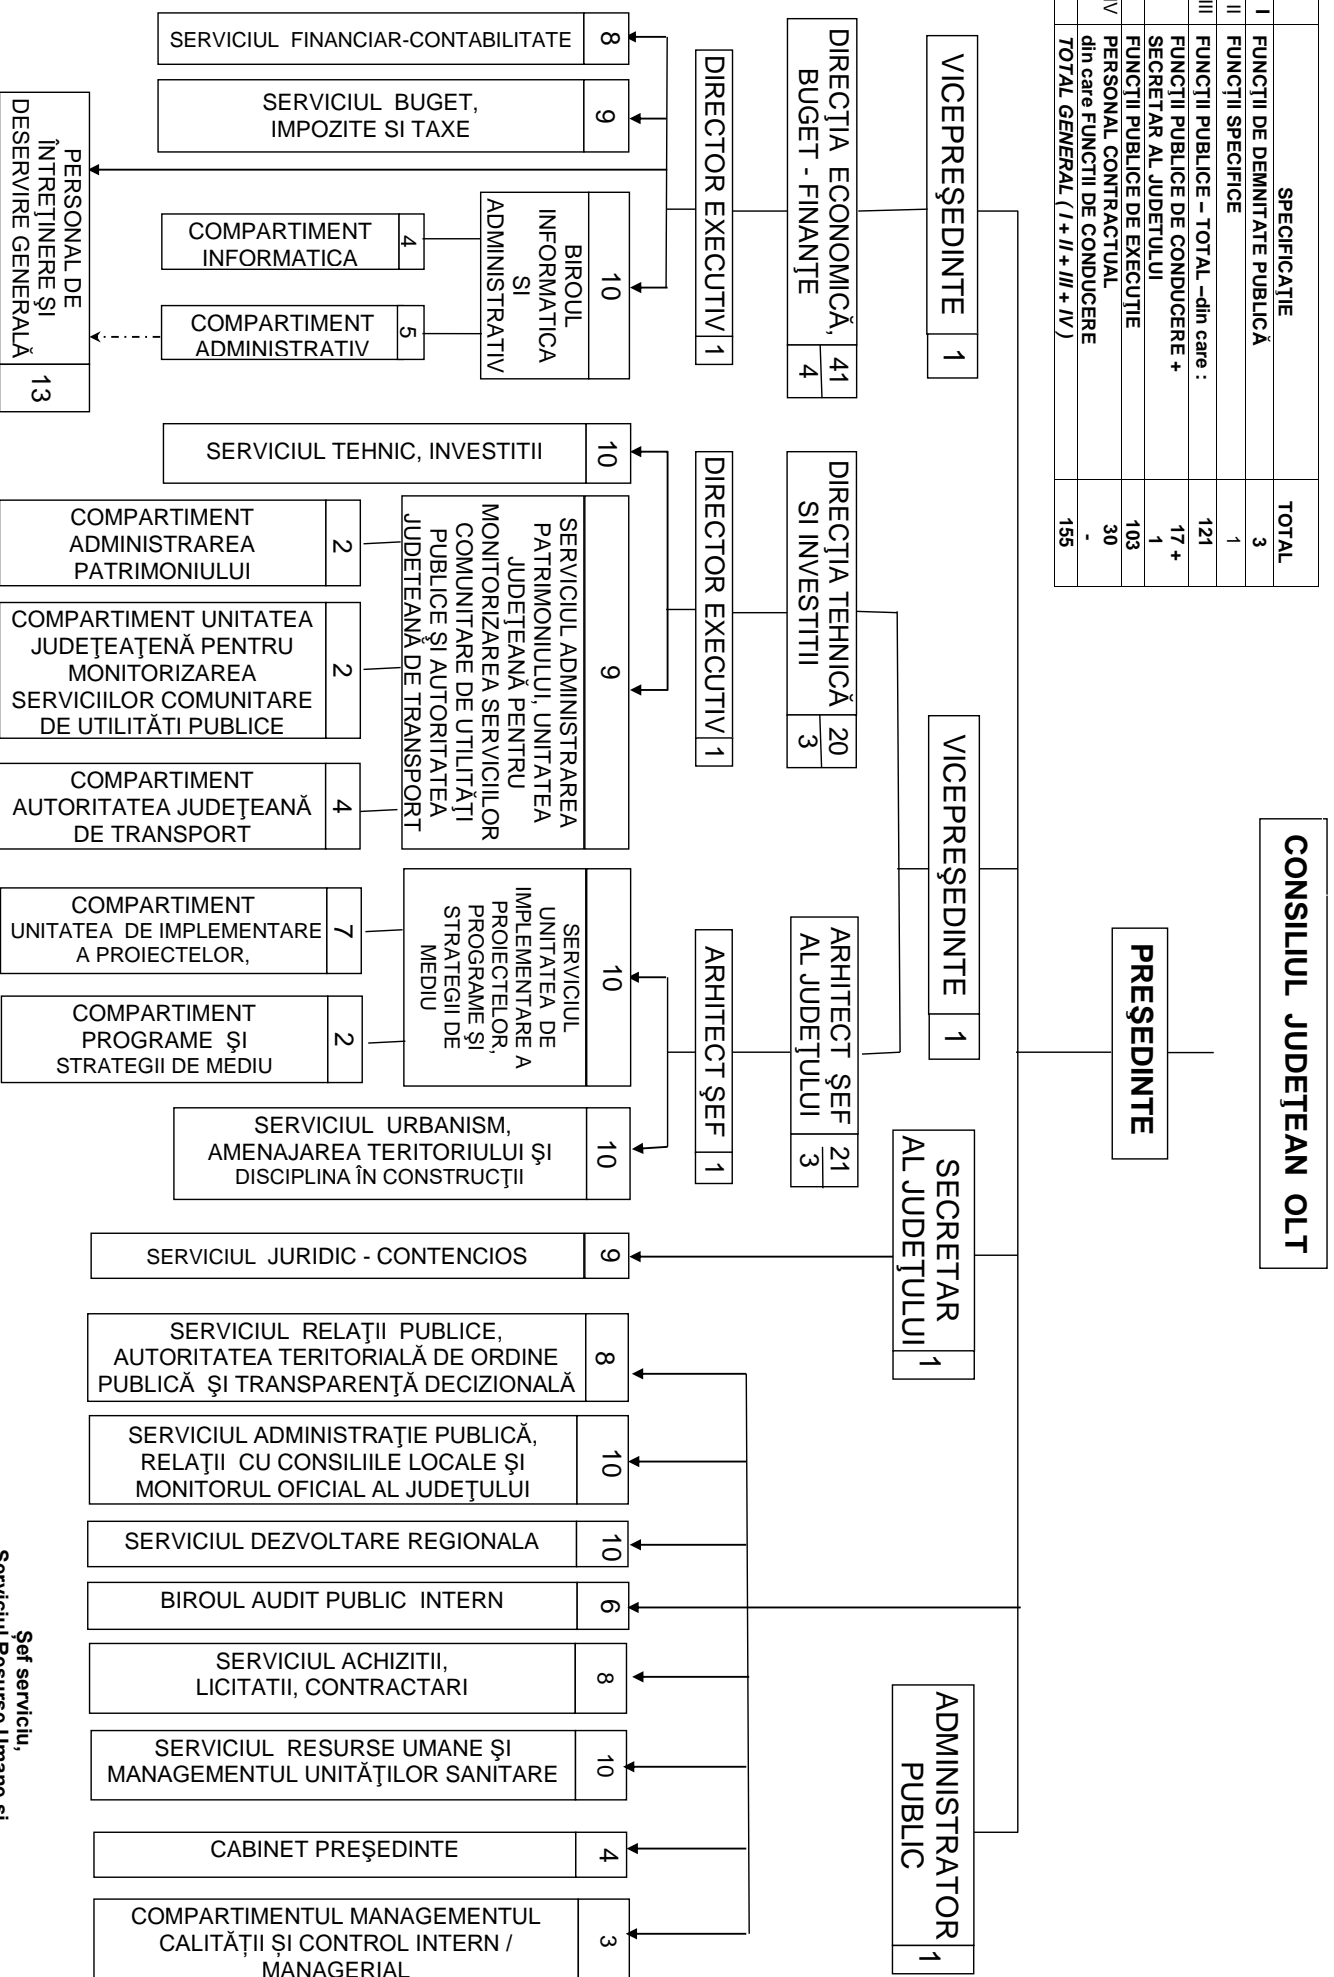 CONSILIUL JUDEŢEAN OLT
SPECIFICAŢIE
TOTAL
I
FUNCŢII DE DEMNITATE PUBLICĂ
3
II
FUNCŢII SPECIFICE
1
III
FUNCŢII PUBLICE – TOTAL –din care :
121
FUNCŢII PUBLICE DE CONDUCERE +
17 +
SECRETAR AL JUDETULUI
1
FUNCŢII PUBLICE DE EXECUŢIE
103
IV
PERSONAL CONTRACTUAL
30
din care FUNCTII DE CONDUCERE
-
TOTAL GENERAL ( I + II + III + IV )
155
PREŞEDINTE
VICEPREŞEDINTE
1
VICEPREŞEDINTE
1
SECRETAR
AL JUDEŢULUI
1
ADMINISTRATOR
PUBLIC
1
DIRECŢIA ECONOMICĂ,
BUGET - FINANŢE
41
4
DIRECŢIA TEHNICĂ
SI INVESTITII
20
3
ARHITECT ŞEF
AL JUDEŢULUI
21
3
DIRECTOR EXECUTIV
1
DIRECTOR EXECUTIV
1
ARHITECT ŞEF
1
8
SERVICIUL FINANCIAR-CONTABILITATE
9
SERVICIUL BUGET,
IMPOZITE SI TAXE
10
BIROUL
INFORMATICA
SI
ADMINISTRATIV
4
COMPARTIMENT
INFORMATICA
5
COMPARTIMENT
ADMINISTRATIV
PERSONAL DE
ÎNTREŢINERE ŞI
DESERVIRE GENERALĂ
13
10
SERVICIUL TEHNIC, INVESTITII
9
SERVICIUL ADMINISTRAREA
PATRIMONIULUI, UNITATEA
JUDEŢEANĂ PENTRU
MONITORIZAREA SERVICIILOR
COMUNITARE DE UTILITĂŢI
PUBLICE ŞI AUTORITATEA
JUDEŢEANĂ DE TRANSPORT
2
COMPARTIMENT
ADMINISTRAREA
PATRIMONIULUI
2
COMPARTIMENT UNITATEA
JUDEŢEAŢENĂ PENTRU
MONITORIZAREA
SERVICIILOR COMUNITARE
DE UTILITĂŢI PUBLICE
4
COMPARTIMENT
AUTORITATEA JUDEŢEANĂ
DE TRANSPORT
10
SERVICIUL
UNITATEA DE
IMPLEMENTARE A
PROIECTELOR,
PROGRAME ŞI
STRATEGII DE
MEDIU
7
COMPARTIMENT
UNITATEA DE IMPLEMENTARE
A PROIECTELOR,
2
COMPARTIMENT
PROGRAME ŞI
STRATEGII DE MEDIU
10
SERVICIUL URBANISM,
AMENAJAREA TERITORIULUI ŞI
DISCIPLINA ÎN CONSTRUCŢII
9
SERVICIUL JURIDIC - CONTENCIOS
8
SERVICIUL RELAŢII PUBLICE,
AUTORITATEA TERITORIALĂ DE ORDINE
PUBLICĂ ŞI TRANSPARENŢĂ DECIZIONALĂ
10
SERVICIUL ADMINISTRAŢIE PUBLICĂ,
RELAŢII CU CONSILIILE LOCALE ŞI
MONITORUL OFICIAL AL JUDEŢULUI
10
SERVICIUL DEZVOLTARE REGIONALA
6
BIROUL AUDIT PUBLIC INTERN
8
SERVICIUL ACHIZITII,
LICITATII, CONTRACTARI
10
SERVICIUL RESURSE UMANE ŞI
MANAGEMENTUL UNITĂŢILOR SANITARE
4
CABINET PREŞEDINTE
3
COMPARTIMENTUL MANAGEMENTUL
CALITĂȚII ȘI CONTROL INTERN /
MANAGERIAL
Şef serviciu,
Serviciul Resurse Umane şi